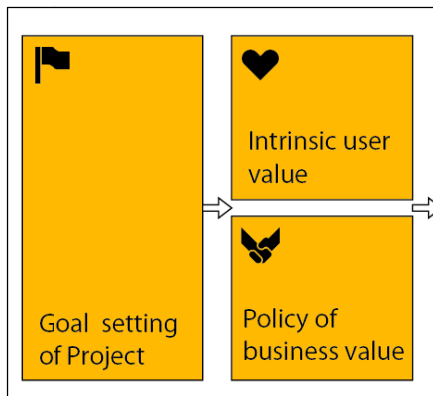 Goal setting
of Project
Intrinsic user
value
Policy of
business value